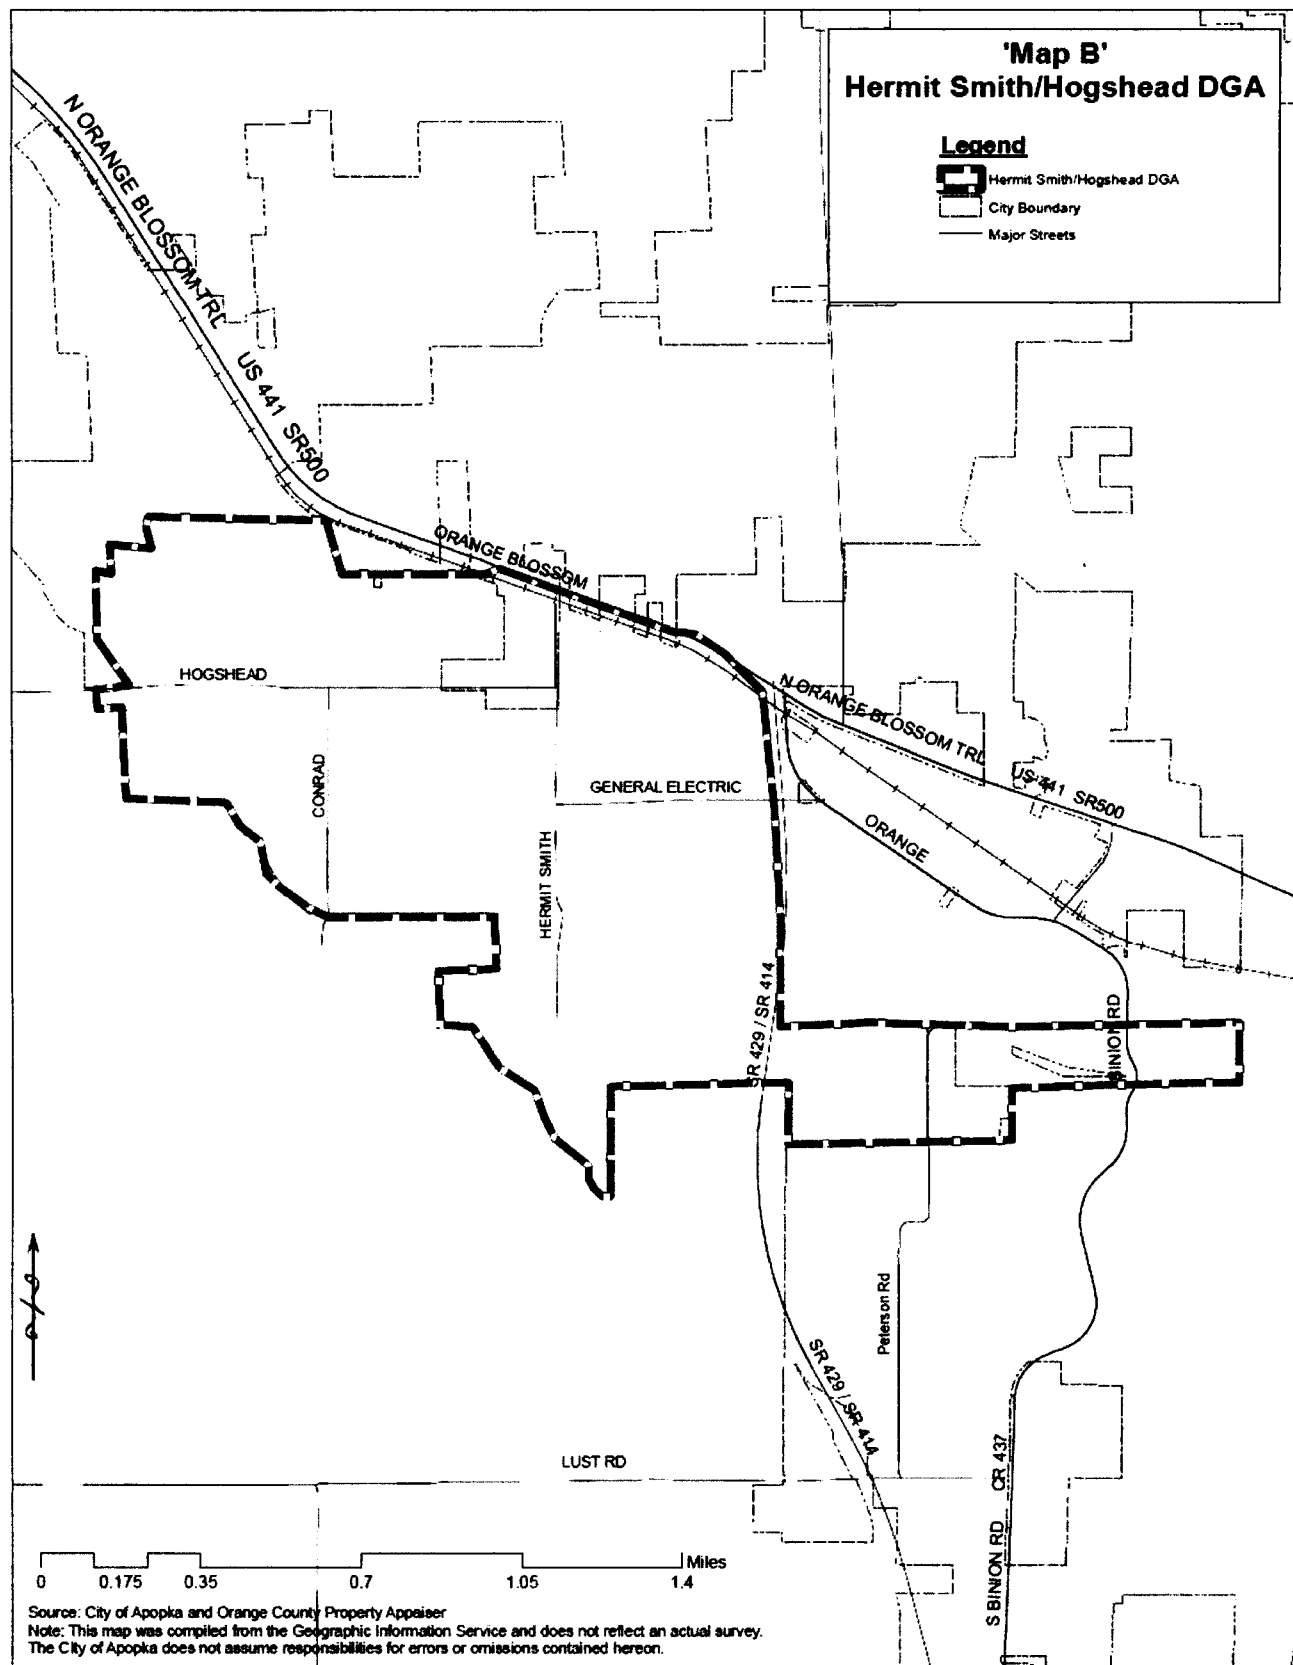 'Map B'
Hermit Smith/Hogshead DGA
Legend
Hermit Smith/Hogshead DGA
City Boundary
Major Streets
N ORANGE BLOSSOM TRL
US 441 SR500
ORANGE BLOSSOM
HOGSHEAD
CONRAD
HERMIT SMITH
GENERAL ELECTRIC
N ORANGE BLOSSOM TRL
US 441 SR500
ORANGE
SR 429 / SR 414
BINION RD
Peterson Rd
SR 429 / SR 414
LUST RD
S BINION RD CR 437
Miles
0 0.175 0.35 0.7 1.05 1.4
Source: City of Apopka and Orange County Property Appaiser
Note: This map was compiled from the Geographic Information Service and does not reflect an actual survey.
The City of Apopka does not assume responsibilities for errors or omissions contained hereon.